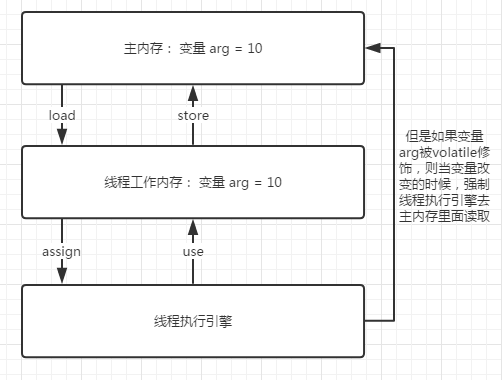 主内存： 变量 arg = 10
load
store
但是如果变量
arg被volatile修
饰，则当变量改
变的时候，强制
线程执行引擎去
主内存里面读取
线程工作内存： 变量 arg = 10
assign
use
线程执行引擎